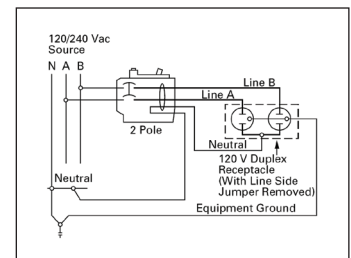 120/240 Vac
Source
N A B
Line B
Line A
2 Pole
Neutral
120 V Duplex
Receptacle
(With Line Side
Jumper Removed)
Neutral
Equipment Ground